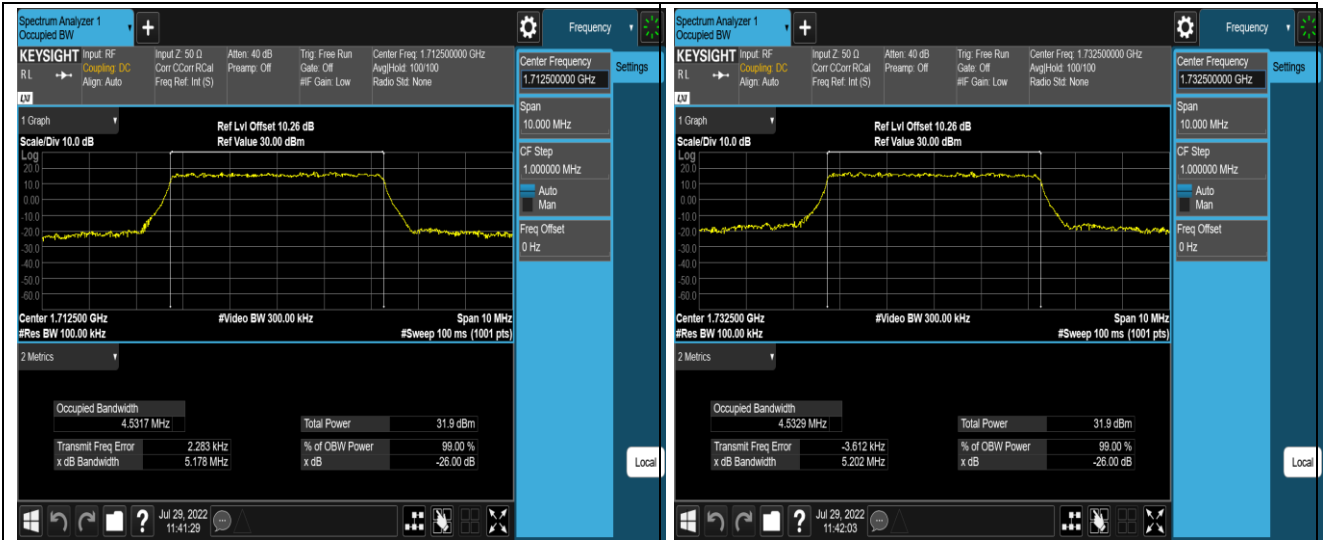 Spectrum Analyzer 1
Occupied BW
+
Frequency
KEYSIGHT
RL
LXI
Input: RF
Coupling: DC
Align: Auto
Input Z: 50 Ω
Corr CCorr RCal
Freq Ref: Int (S)
Atten: 40 dB
Preamp: Off
Trig: Free Run
Gate: Off
#IF Gain: Low
Center Freq: 1.712500000 GHz
Avg|Hold: 100/100
Radio Std: None
Center Frequency
1.712500000 GHz
Settings
Span
10.000 MHz
CF Step
1.000000 MHz
Auto
Man
Freq Offset
0 Hz
Local
1 Graph
Scale/Div 10.0 dB
Ref Lvl Offset 10.26 dB
Ref Value 30.00 dBm
Log
20.0
10.0
0.00
-10.0
-20.0
-30.0
-40.0
-50.0
-60.0
Center 1.712500 GHz
#Video BW 300.00 kHz
Span 10 MHz
#Res BW 100.00 kHz
#Sweep 100 ms (1001 pts)
2 Metrics
Occupied Bandwidth
4.5317 MHz
Total Power 31.9 dBm
Transmit Freq Error 2.283 kHz
% of OBW Power 99.00 %
x dB Bandwidth 5.178 MHz
x dB -26.00 dB
?
Jul 29, 2022
11:41:29
Spectrum Analyzer 1
Occupied BW
+
Frequency
KEYSIGHT
RL
LXI
Input: RF
Coupling: DC
Align: Auto
Input Z: 50 Ω
Corr CCorr RCal
Freq Ref: Int (S)
Atten: 40 dB
Preamp: Off
Trig: Free Run
Gate: Off
#IF Gain: Low
Center Freq: 1.732500000 GHz
Avg|Hold: 100/100
Radio Std: None
Center Frequency
1.732500000 GHz
Settings
Span
10.000 MHz
CF Step
1.000000 MHz
Auto
Man
Freq Offset
0 Hz
Local
1 Graph
Scale/Div 10.0 dB
Ref Lvl Offset 10.26 dB
Ref Value 30.00 dBm
Log
20.0
10.0
0.00
-10.0
-20.0
-30.0
-40.0
-50.0
-60.0
Center 1.732500 GHz
#Video BW 300.00 kHz
Span 10 MHz
#Res BW 100.00 kHz
#Sweep 100 ms (1001 pts)
2 Metrics
Occupied Bandwidth
4.5329 MHz
Total Power 31.9 dBm
Transmit Freq Error -3.612 kHz
% of OBW Power 99.00 %
x dB Bandwidth 5.202 MHz
x dB -26.00 dB
?
Jul 29, 2022
11:42:03